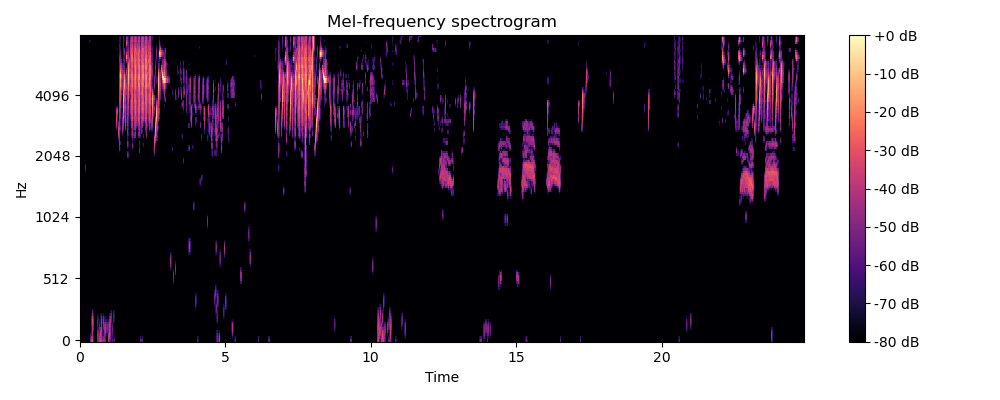 Mel-frequency spectrogram
+0 dB
-10 dB
4096
-20 dB
2048
-30 dB
Hz
-40 dB
1024
-50 dB
512
-60 dB
-70 dB
0
-80 dB
0 5 10 15 20
Time